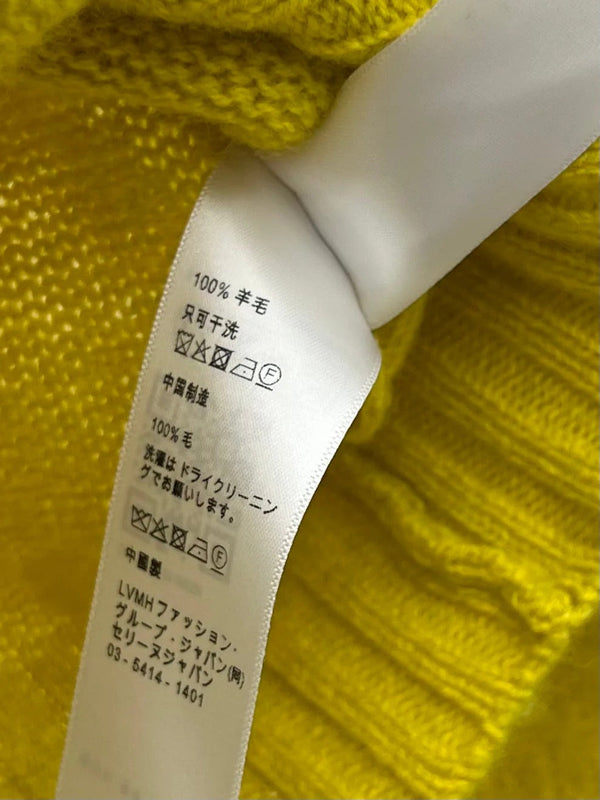 100% 羊毛
只可干洗
中国制造
100% 毛
洗濯は ドライクリーニン
グでお願いします。
中國製
LVMHファッション・
グループ・ジャパン(同)
セリーヌジャパン
03 - 5414 - 1401